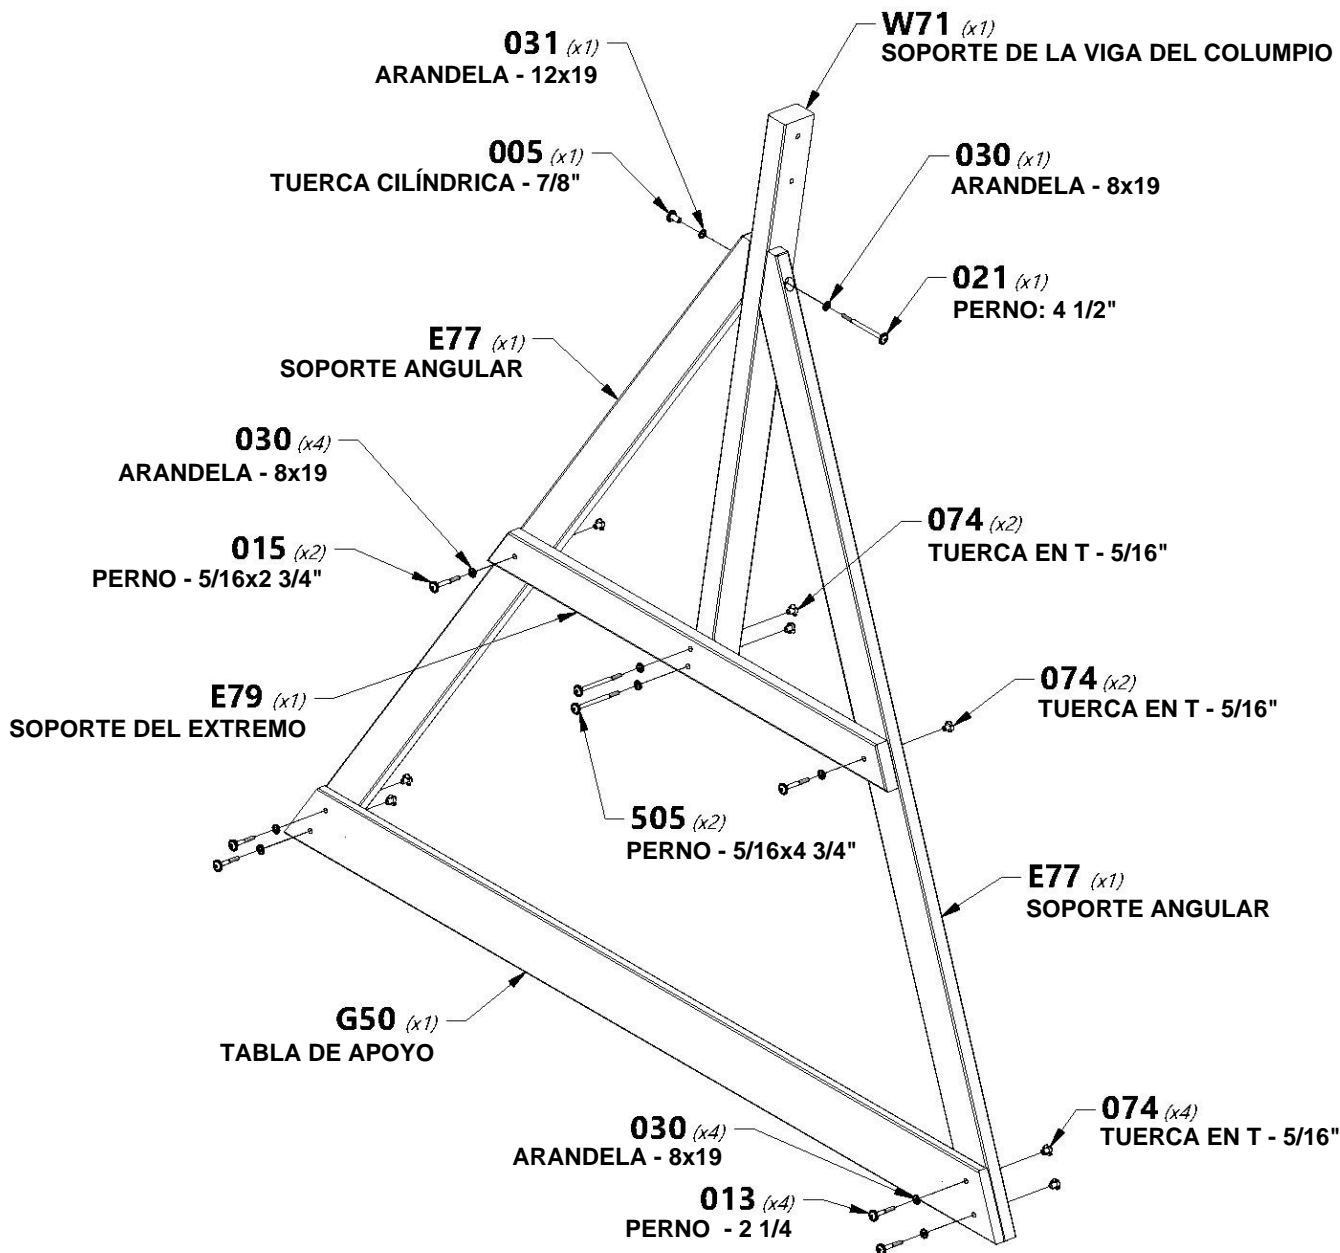 W71 (x1)
SOPORTE DE LA VIGA DEL COLUMPIO
031 (x1)
ARANDELA - 12x19
005 (x1)
TUERCA CILÍNDRICA - 7/8"
030 (x1)
ARANDELA - 8x19
021 (x1)
PERNO: 4 1/2"
E77 (x1)
SOPORTE ANGULAR
030 (x4)
ARANDELA - 8x19
015 (x2)
PERNO - 5/16x2 3/4"
074 (x2)
TUERCA EN T - 5/16"
E79 (x1)
SOPORTE DEL EXTREMO
074 (x2)
TUERCA EN T - 5/16"
505 (x2)
PERNO - 5/16x4 3/4"
E77 (x1)
SOPORTE ANGULAR
G50 (x1)
TABLA DE APOYO
074 (x4)
TUERCA EN T - 5/16"
030 (x4)
ARANDELA - 8x19
013 (x4)
PERNO - 2 1/4